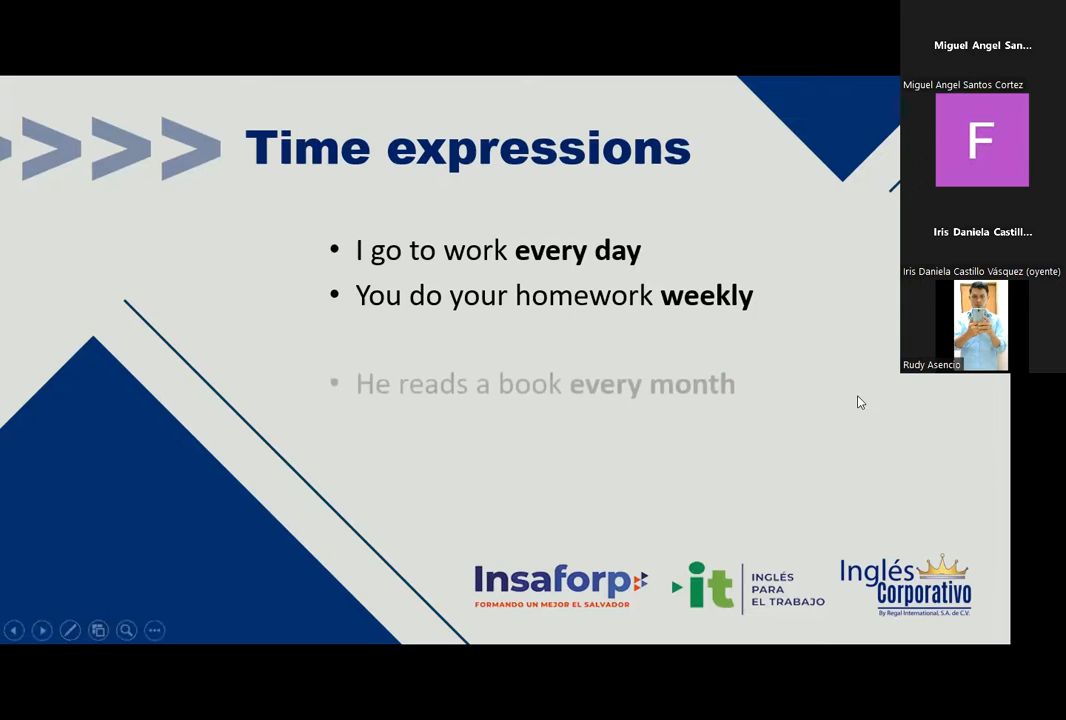 Miguel Angel San...
Miguel Angel Santos Cortez
F
Iris Daniela Castill...
Iris Daniela Castillo Vásquez (oyente)
Rudy Asencio
Time expressions
• I go to work every day
• You do your homework weekly
• He reads a book every month
Insaforp
FORMANDO UN MEJOR EL SALVADOR
it
INGLÉS
PARA
EL TRABAJO
Inglés
Corporativo
By Regal International, S.A. de C.V.